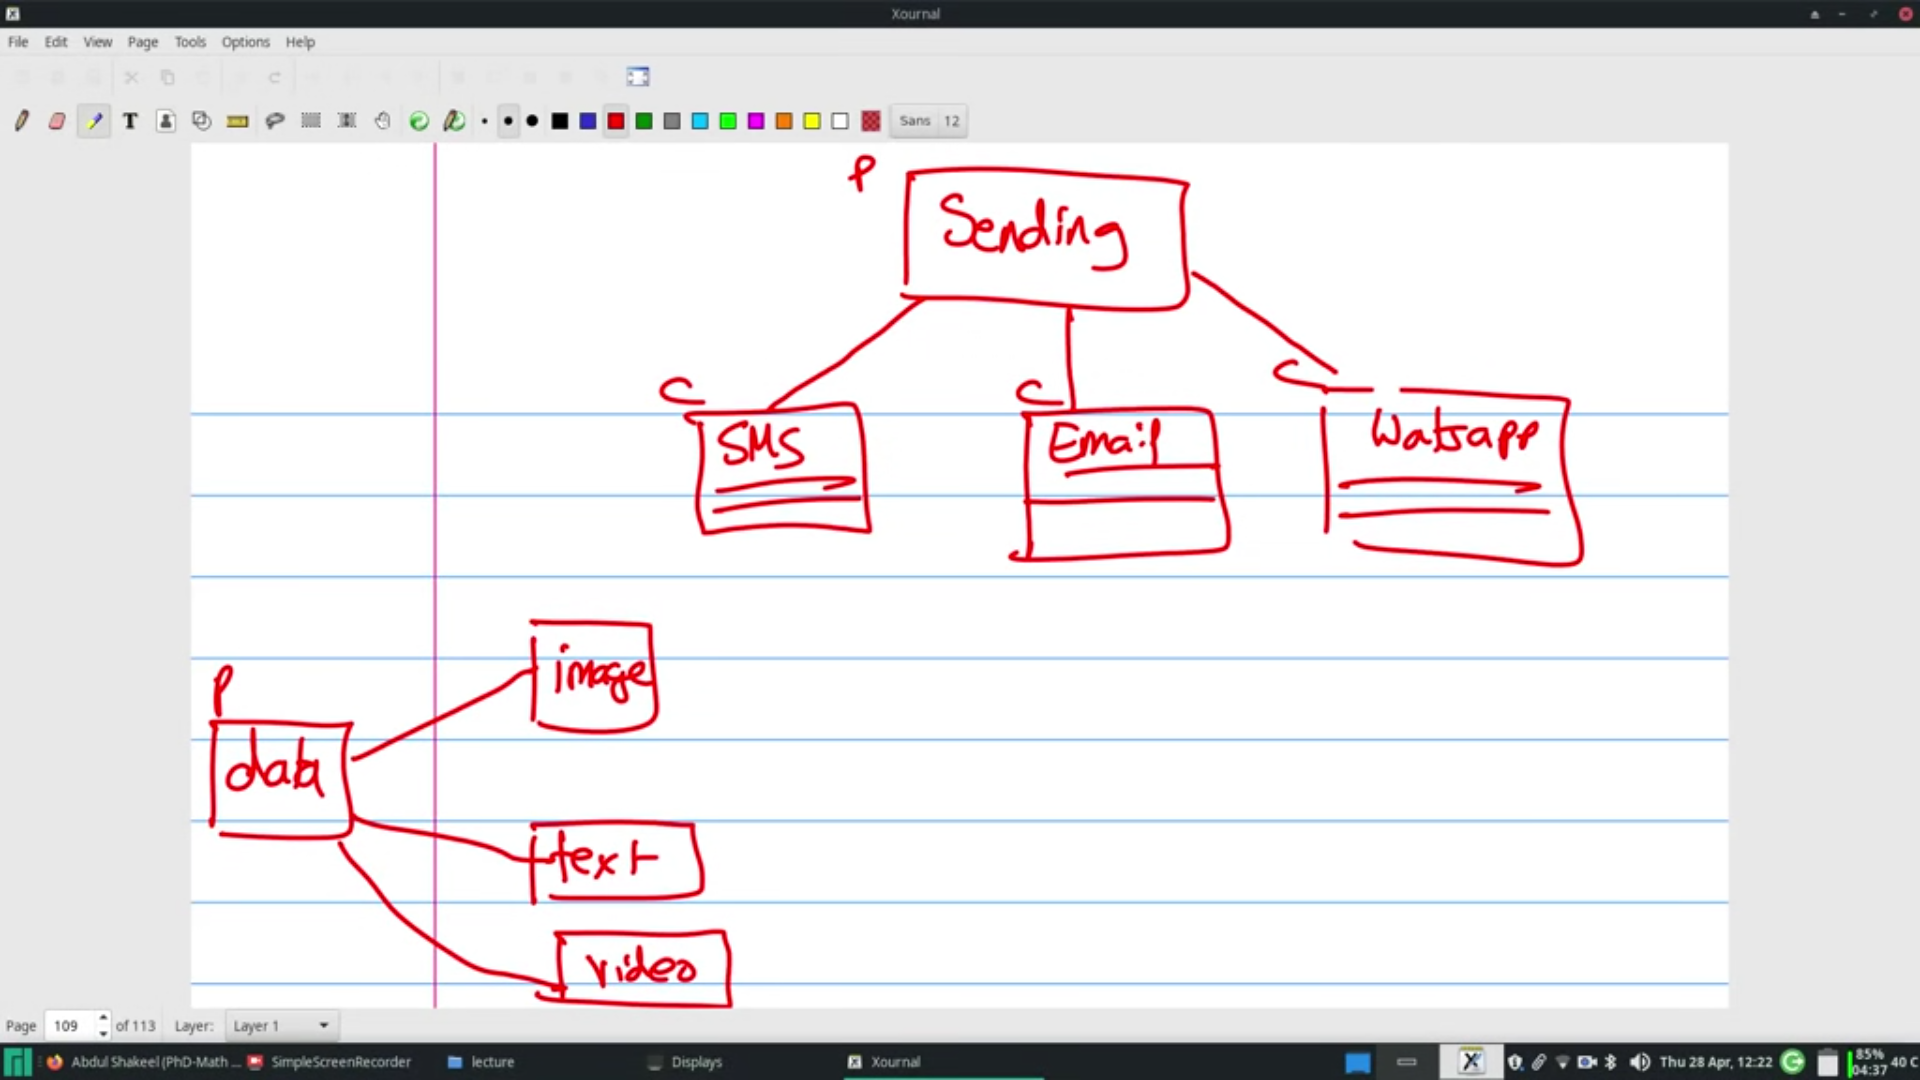 Xournal
File Edit View Page Tools Options Help
T Sans 12
P
Sending
C C C
SMS Email Watsapp
image
P
data
text
video
Page 109 of 113 Layer: Layer 1
Abdul Shakeel (PhD-Math ... SimpleScreenRecorder lecture Displays Xournal Thu 28 Apr, 12:22 85% 04:37 40 C